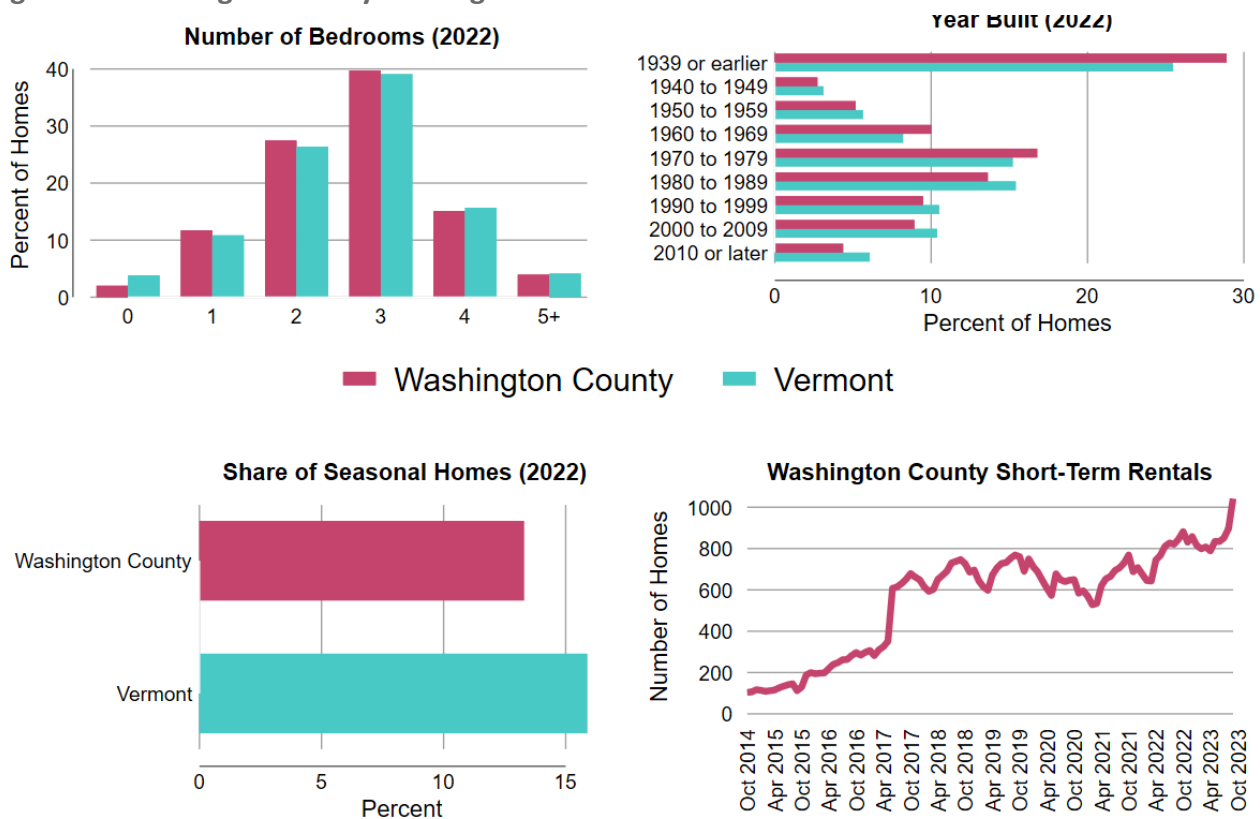 Number of Bedrooms (2022)
Percent of Homes
40
30
20
10
0
0 1 2 3 4 5+
Year Built (2022)
1939 or earlier
1940 to 1949
1950 to 1959
1960 to 1969
1970 to 1979
1980 to 1989
1990 to 1999
2000 to 2009
2010 or later
0 10 20 30
Percent of Homes
Washington County Vermont
Share of Seasonal Homes (2022)
Washington County
Vermont
0 5 10 15
Percent
Washington County Short-Term Rentals
Number of Homes
1000
800
600
400
200
0
Oct 2014
Apr 2015
Oct 2015
Apr 2016
Oct 2016
Apr 2017
Oct 2017
Apr 2018
Oct 2018
Apr 2019
Oct 2019
Apr 2020
Oct 2020
Apr 2021
Oct 2021
Apr 2022
Oct 2022
Apr 2023
Oct 2023